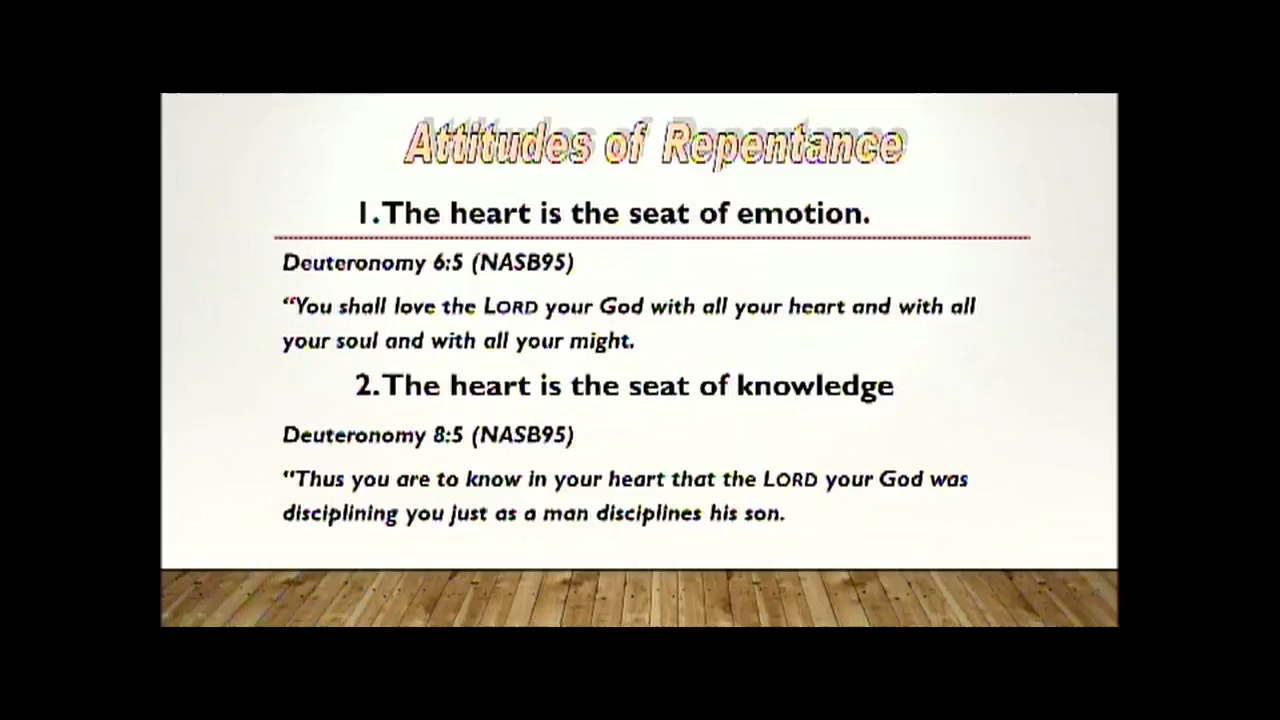 Attitudes of Repentance
1.The heart is the seat of emotion.
Deuteronomy 6:5 (NASB95)
“You shall love the LORD your God with all your heart and with all
your soul and with all your might.
2.The heart is the seat of knowledge
Deuteronomy 8:5 (NASB95)
“Thus you are to know in your heart that the LORD your God was
disciplining you just as a man disciplines his son.